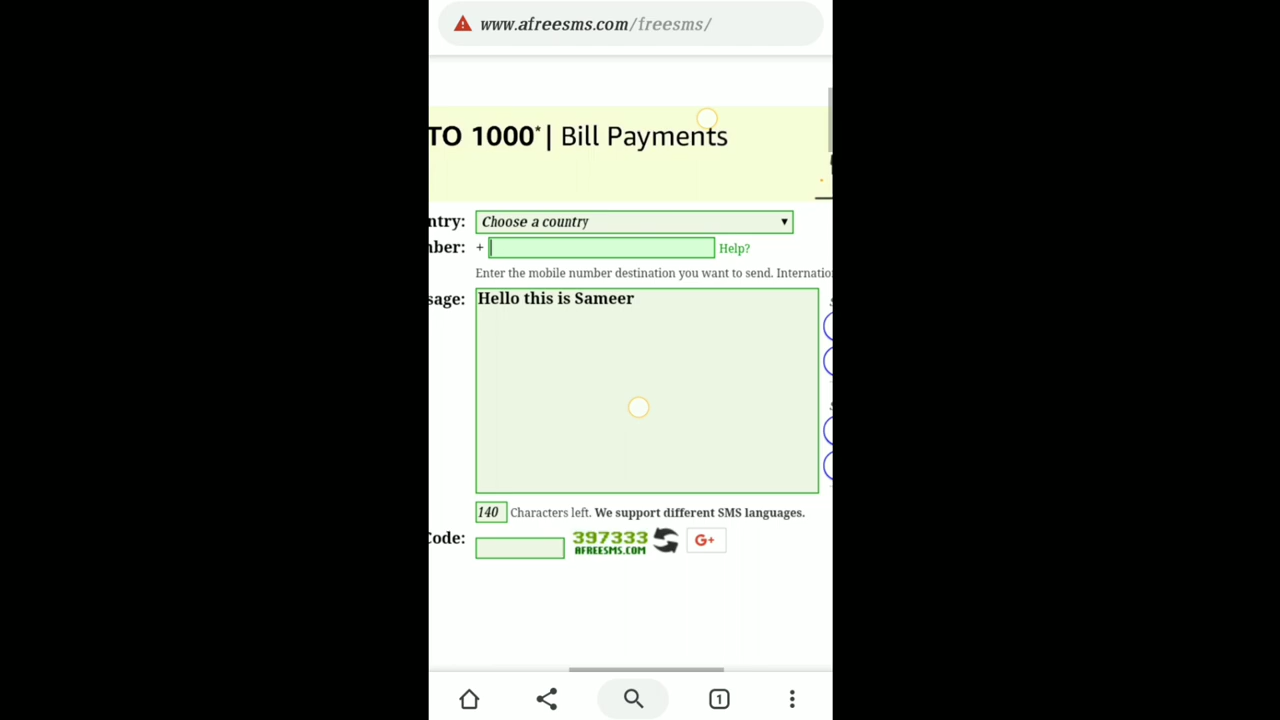 www.afreesms.com/freesms/
TO 1000* | Bill Payments
ntry: Choose a country
ber: + Help?
Enter the mobile number destination you want to send. Internatio
sage: Hello this is Sameer
140 Characters left. We support different SMS languages.
Code: 397333 G+
AFREESMS.COM
1